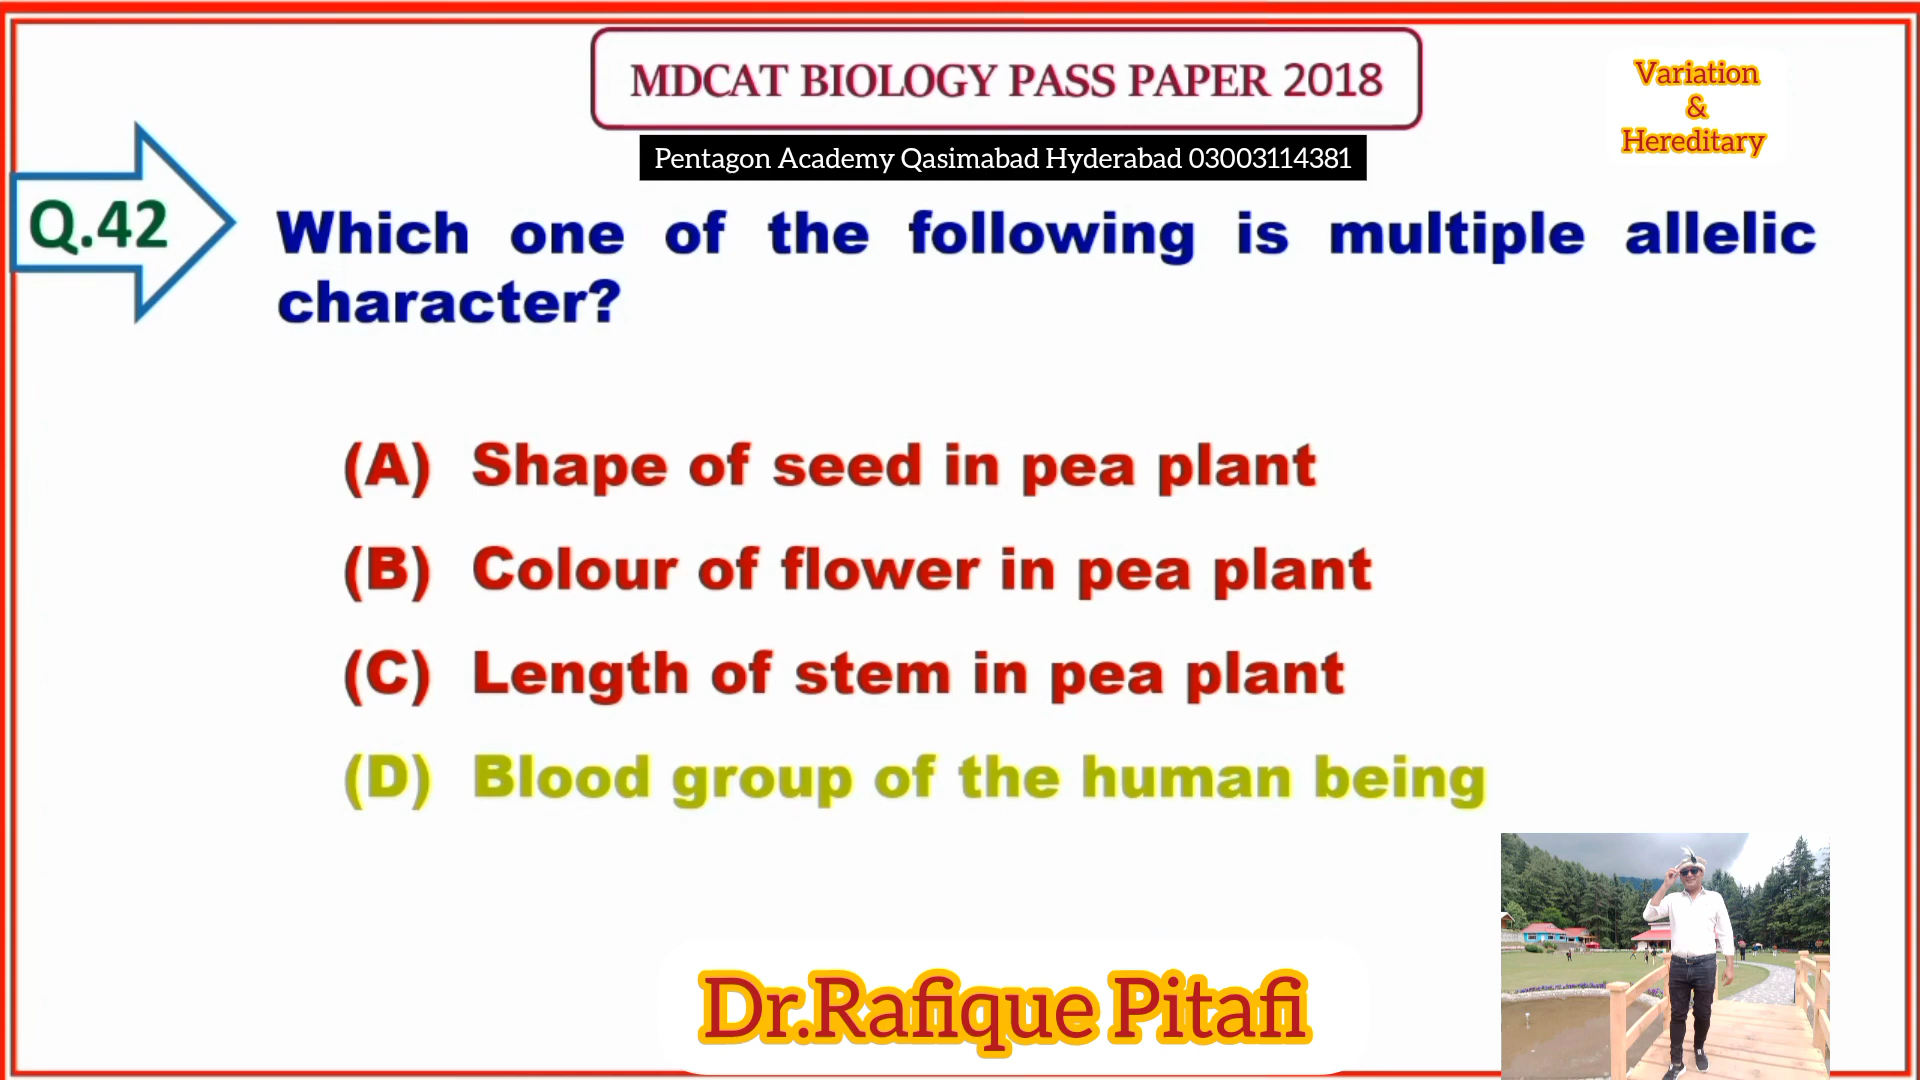 MDCAT BIOLOGY PASS PAPER 2018
Variation
&
Hereditary
Pentagon Academy Qasimabad Hyderabad 03003114381
Q.42
Which one of the following is multiple allelic
character?
(A) Shape of seed in pea plant
(B) Colour of flower in pea plant
(C) Length of stem in pea plant
(D) Blood group of the human being
Dr.Rafique Pitafi